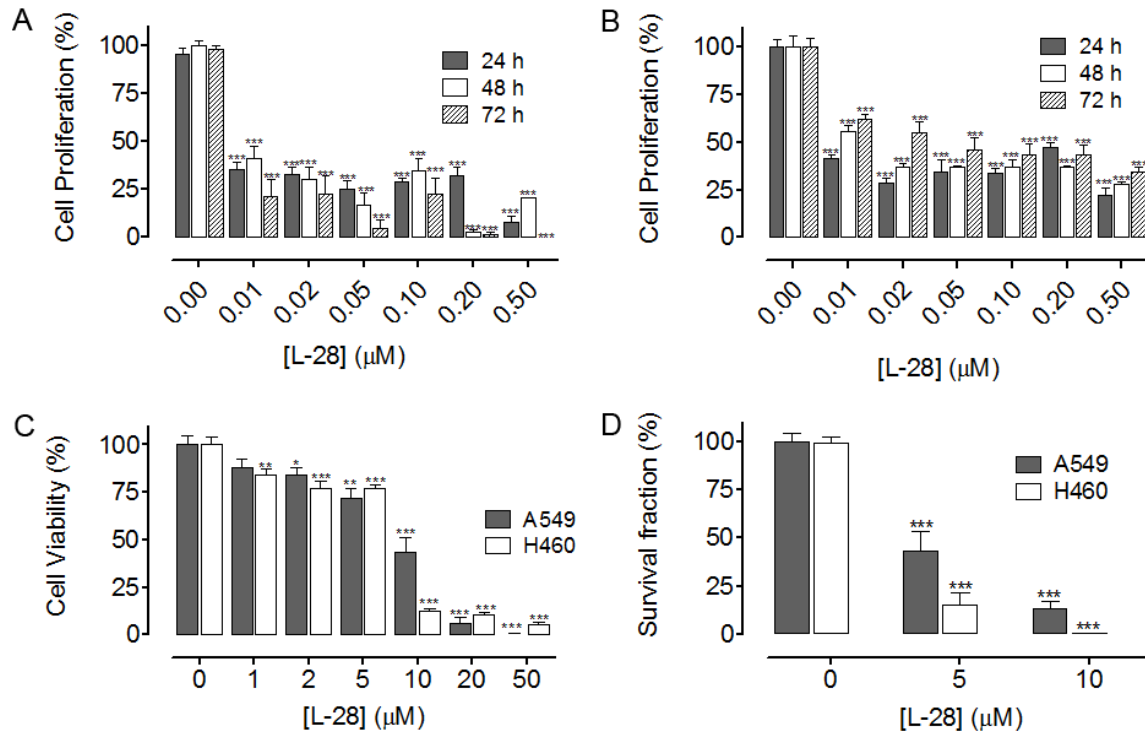 A
Cell Proliferation (%)
100
75
50
25
0
24 h
48 h
72 h
*** *** *** *** *** *** *** *** *** *** *** *** *** *** *** *** *** ***
0.00 0.01 0.02 0.05 0.10 0.20 0.50
[L-28] (μM)
B
Cell Proliferation (%)
100
75
50
25
0
24 h
48 h
72 h
*** *** *** *** *** *** *** *** *** *** *** *** *** *** *** *** *** ***
0.00 0.01 0.02 0.05 0.10 0.20 0.50
[L-28] (μM)
C
Cell Viability (%)
100
75
50
25
0
A549
H460
** * *** ** *** *** *** *** *** *** ***
0 1 2 5 10 20 50
[L-28] (μM)
D
Survival fraction (%)
100
75
50
25
0
A549
H460
*** *** *** ***
0 5 10
[L-28] (μM)